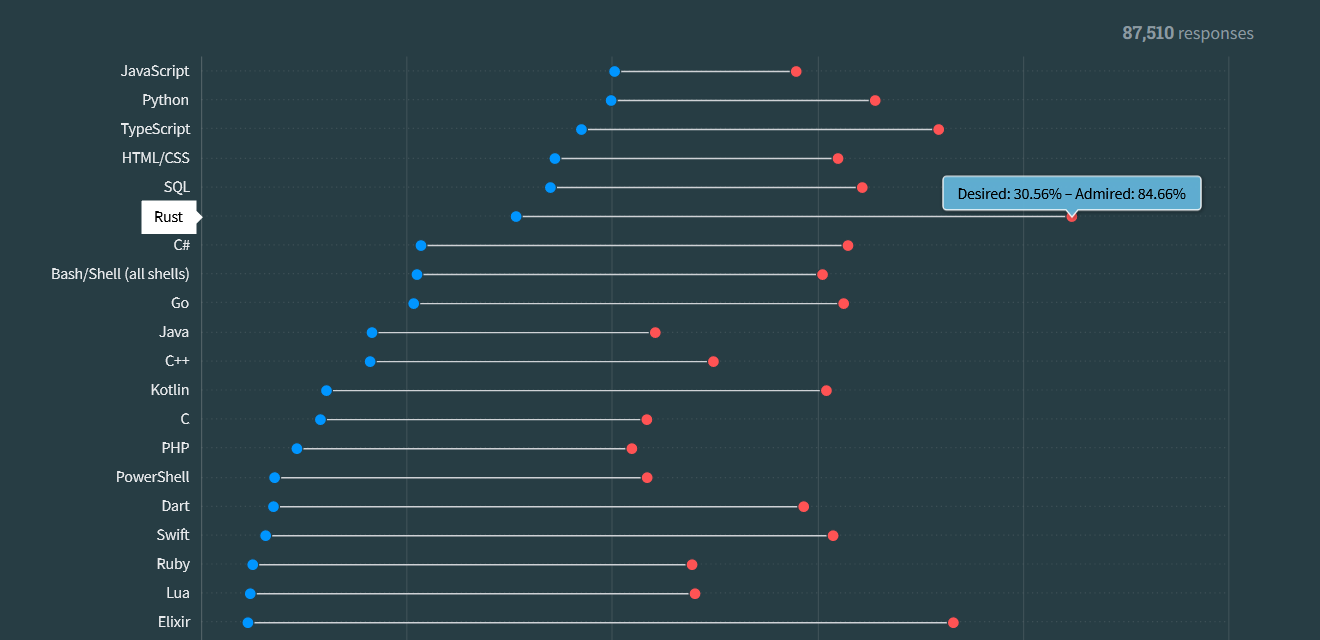 87,510 responses
JavaScript
Python
TypeScript
HTML/CSS
SQL
Desired: 30.56% – Admired: 84.66%
Rust
C#
Bash/Shell (all shells)
Go
Java
C++
Kotlin
C
PHP
PowerShell
Dart
Swift
Ruby
Lua
Elixir